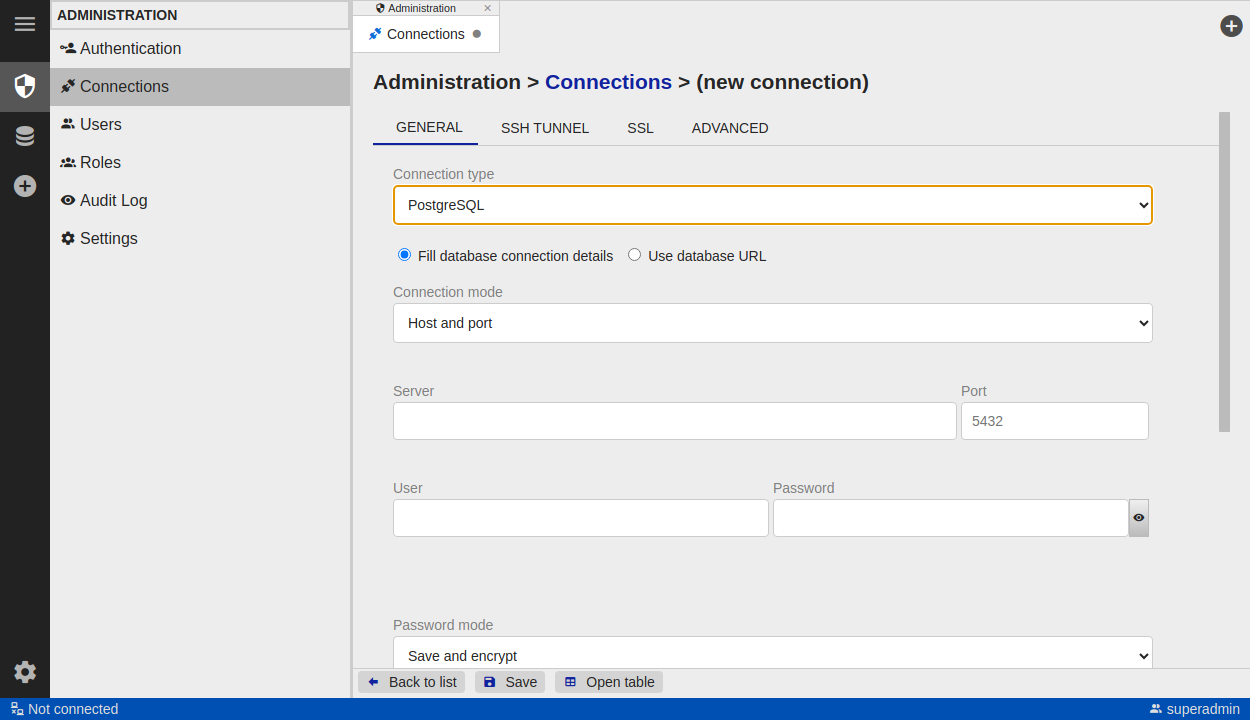 ADMINISTRATION
Authentication
Connections
Users
Roles
Audit Log
Settings
Administration
Connections
Administration > Connections > (new connection)
GENERAL SSH TUNNEL SSL ADVANCED
Connection type
PostgreSQL
Fill database connection details Use database URL
Connection mode
Host and port
Server Port
5432
User Password
Password mode
Save and encrypt
Back to list Save Open table
Not connected superadmin